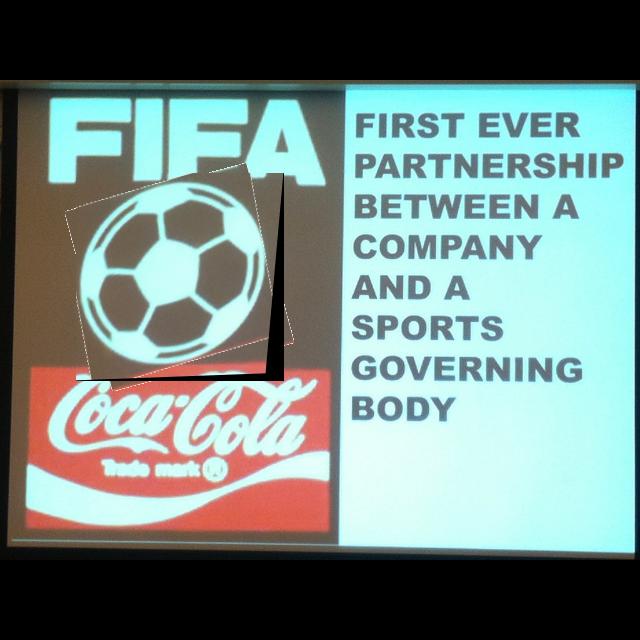 FIFA
Coca-Cola
Trade mark ®
FIRST EVER
PARTNERSHIP
BETWEEN A
COMPANY
AND A
SPORTS
GOVERNING
BODY